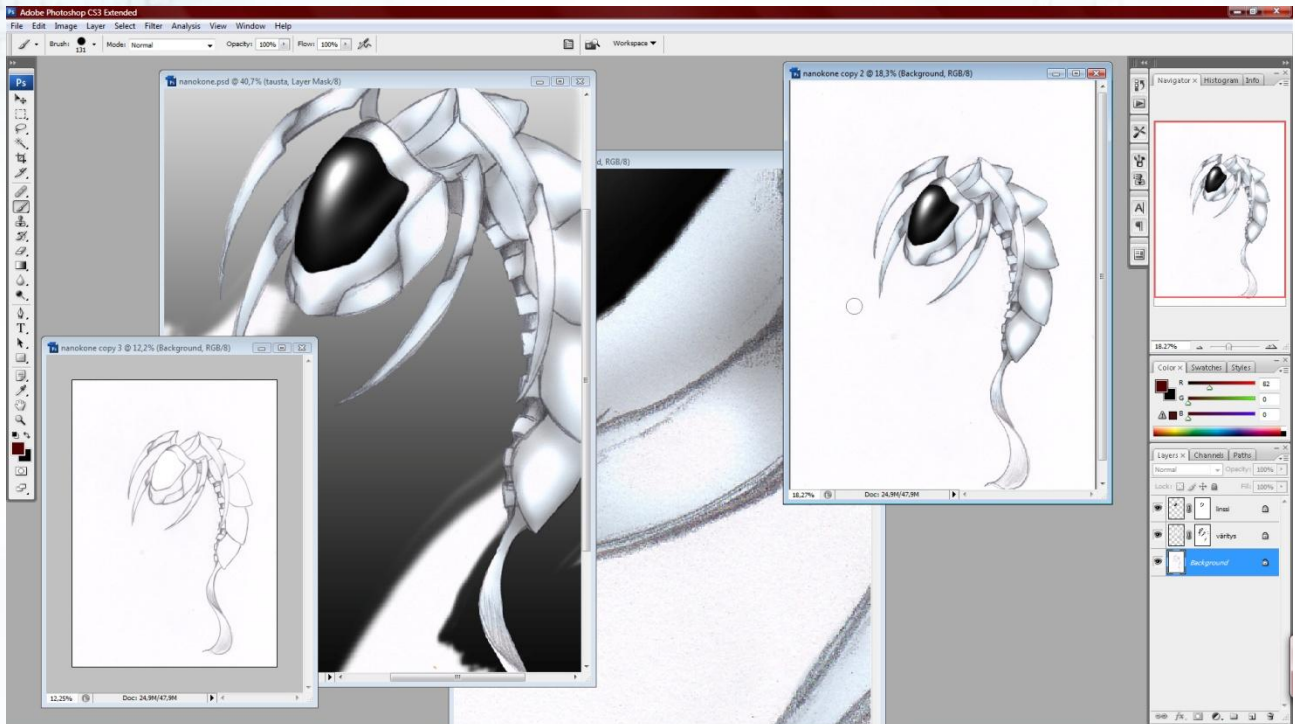 Adobe Photoshop CS3 Extended
File Edit Image Layer Select Filter Analysis View Window Help
Brush: 131 Mode: Normal Opacity: 100% Flow: 100% Workspace
nanokone.psd @ 40,7% (tausta, Layer Mask/8)
nanokone copy 2 @ 18,3% (Background, RGB/8)
d, RGB/8)
nanokone copy 3 @ 12,2% (Background, RGB/8)
12,25% Doc: 24,9M/47,9M
18,27% Doc: 24,9M/47,9M
Ps
Navigator x Histogram Info
18.27%
Color x Swatches Styles
R 82
G 0
B 0
Layers x Channels Paths
Normal Opacity: 100%
Lock: Fill: 100%
linssi
väritys
Background